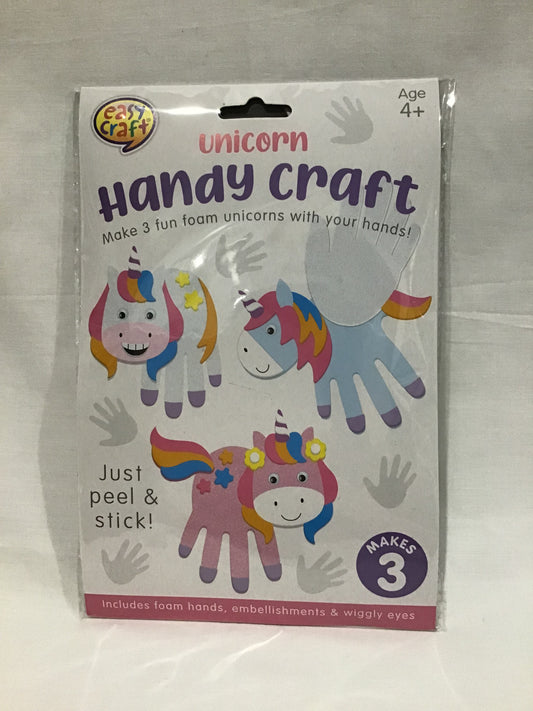 easy
craft
Age
4+
unicorn
Handy craft
Make 3 fun foam unicorns with your hands!
Just
peel &
stick!
MAKES
3
Includes foam hands, embellishments & wiggly eyes